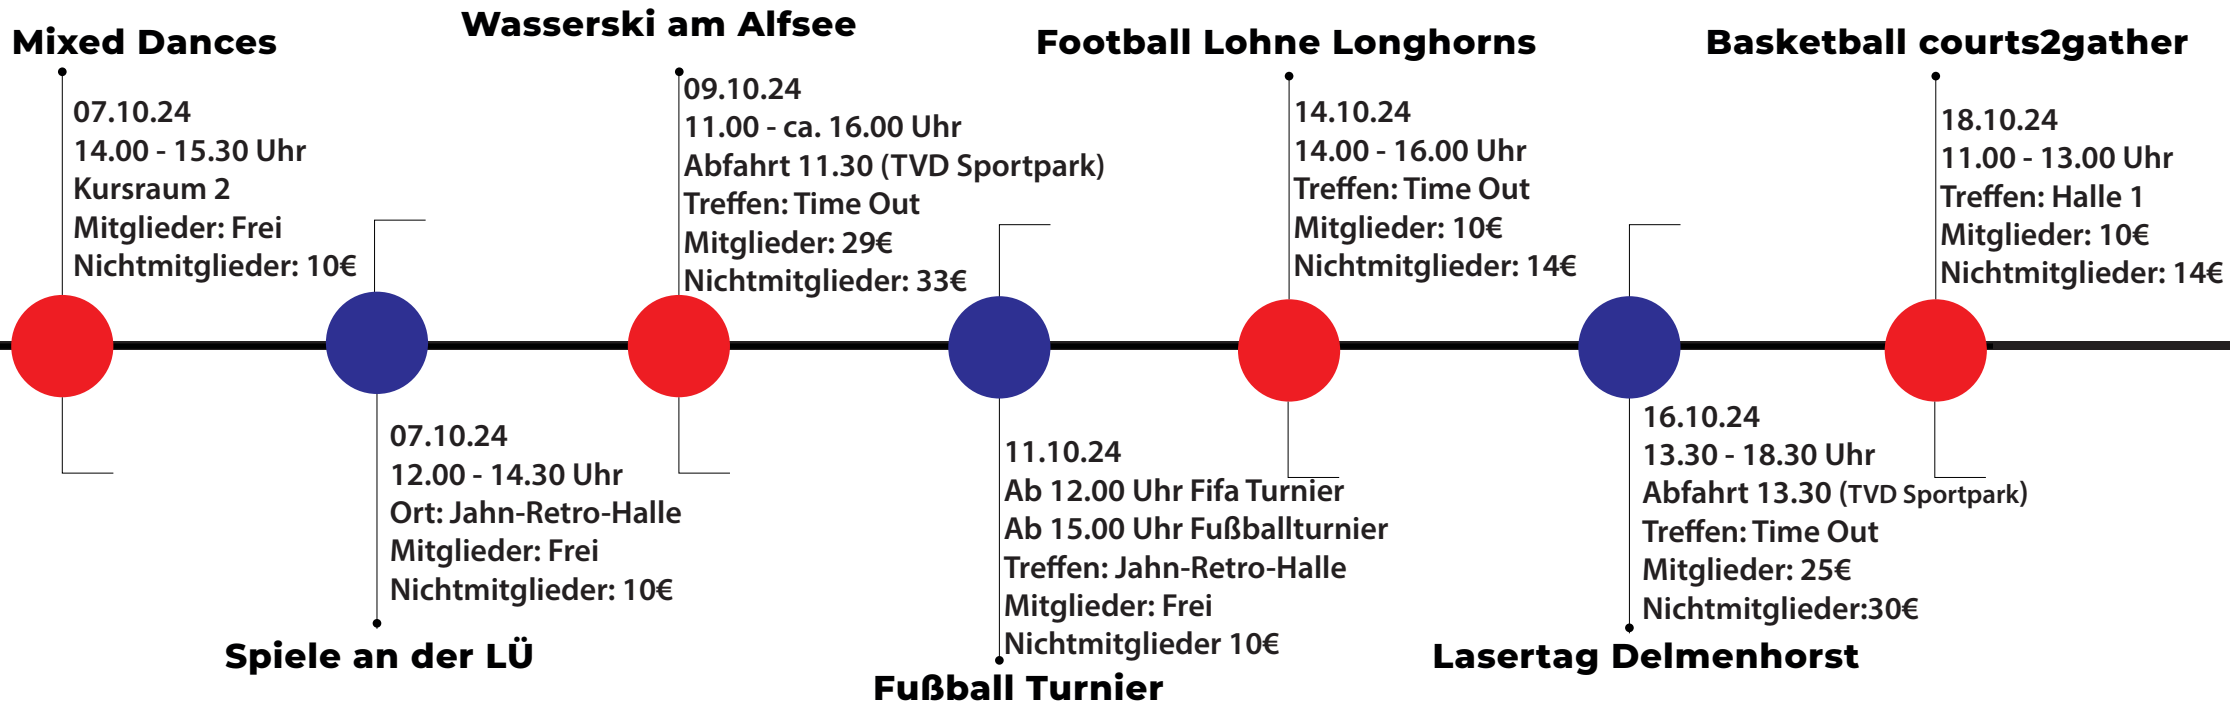 Mixed Dances
07.10.24
14.00 - 15.30 Uhr
Kursraum 2
Mitglieder: Frei
Nichtmitglieder: 10€
07.10.24
12.00 - 14.30 Uhr
Ort: Jahn-Retro-Halle
Mitglieder: Frei
Nichtmitglieder: 10€
Spiele an der LÜ
Wasserski am Alfsee
09.10.24
11.00 - ca. 16.00 Uhr
Abfahrt 11.30 (TVD Sportpark)
Treffen: Time Out
Mitglieder: 29€
Nichtmitglieder: 33€
11.10.24
Ab 12.00 Uhr Fifa Turnier
Ab 15.00 Uhr Fußballturnier
Treffen: Jahn-Retro-Halle
Mitglieder: Frei
Nichtmitglieder 10€
Fußball Turnier
Football Lohne Longhorns
14.10.24
14.00 - 16.00 Uhr
Treffen: Time Out
Mitglieder: 10€
Nichtmitglieder: 14€
16.10.24
13.30 - 18.30 Uhr
Abfahrt 13.30 (TVD Sportpark)
Treffen: Time Out
Mitglieder: 25€
Nichtmitglieder:30€
Lasertag Delmenhorst
Basketball courts2gather
18.10.24
11.00 - 13.00 Uhr
Treffen: Halle 1
Mitglieder: 10€
Nichtmitglieder: 14€